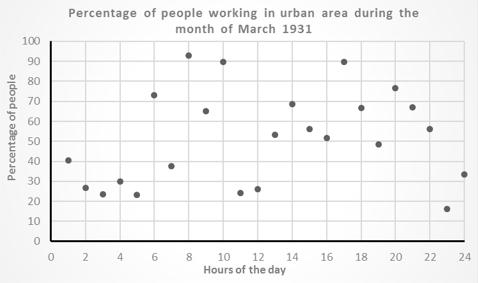 Percentage of people working in urban area during the
month of March 1931
Percentage of people
100
90
80
70
60
50
40
30
20
10
0
0 2 4 6 8 10 12 14 16 18 20 22 24
Hours of the day